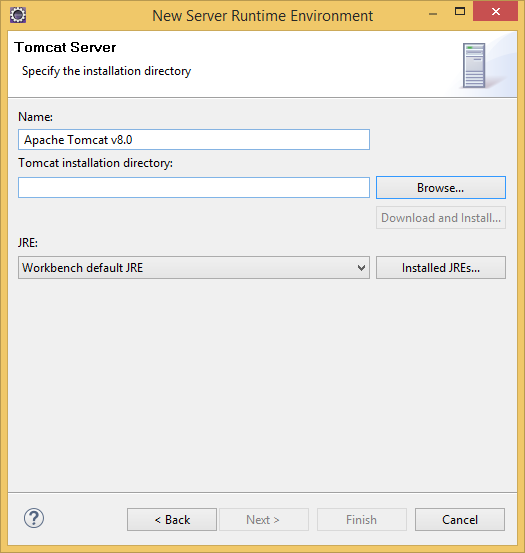 New Server Runtime Environment
Tomcat Server
Specify the installation directory
Name:
Apache Tomcat v8.0
Tomcat installation directory:
Browse...
Download and Install...
JRE:
Workbench default JRE
Installed JREs...
?
< Back
Next >
Finish
Cancel